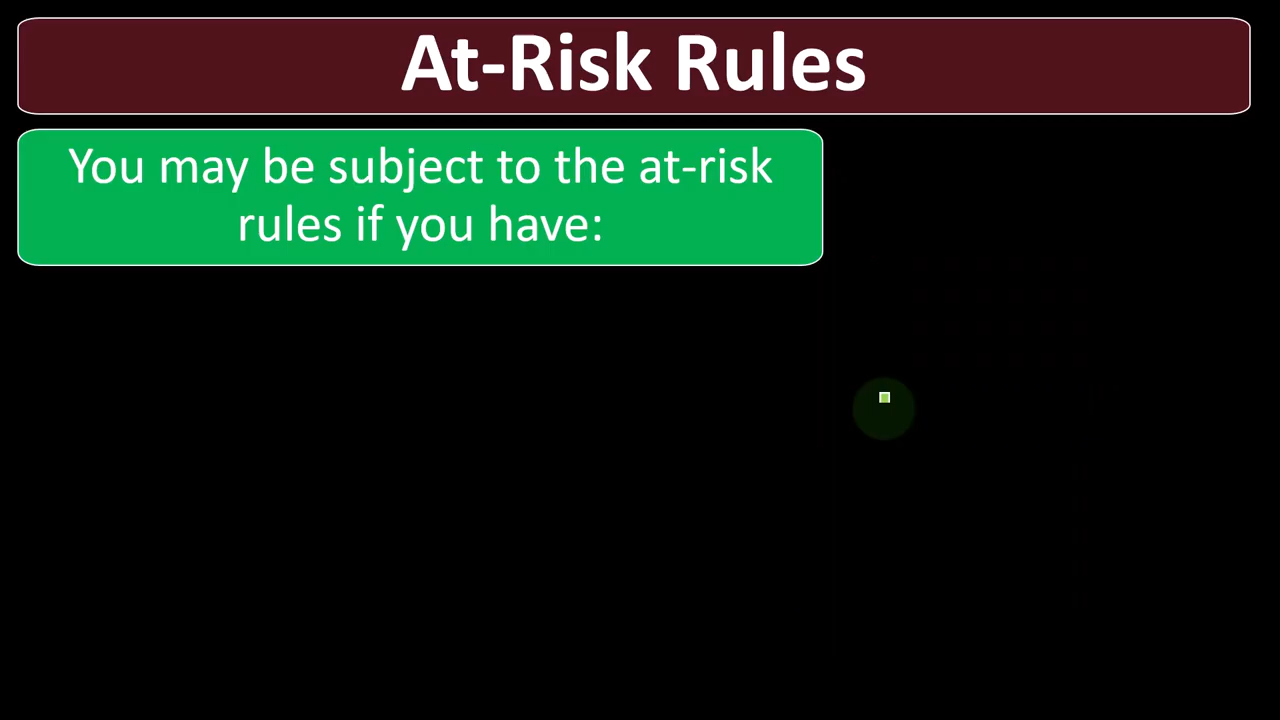 At-Risk Rules
You may be subject to the at-risk
rules if you have: